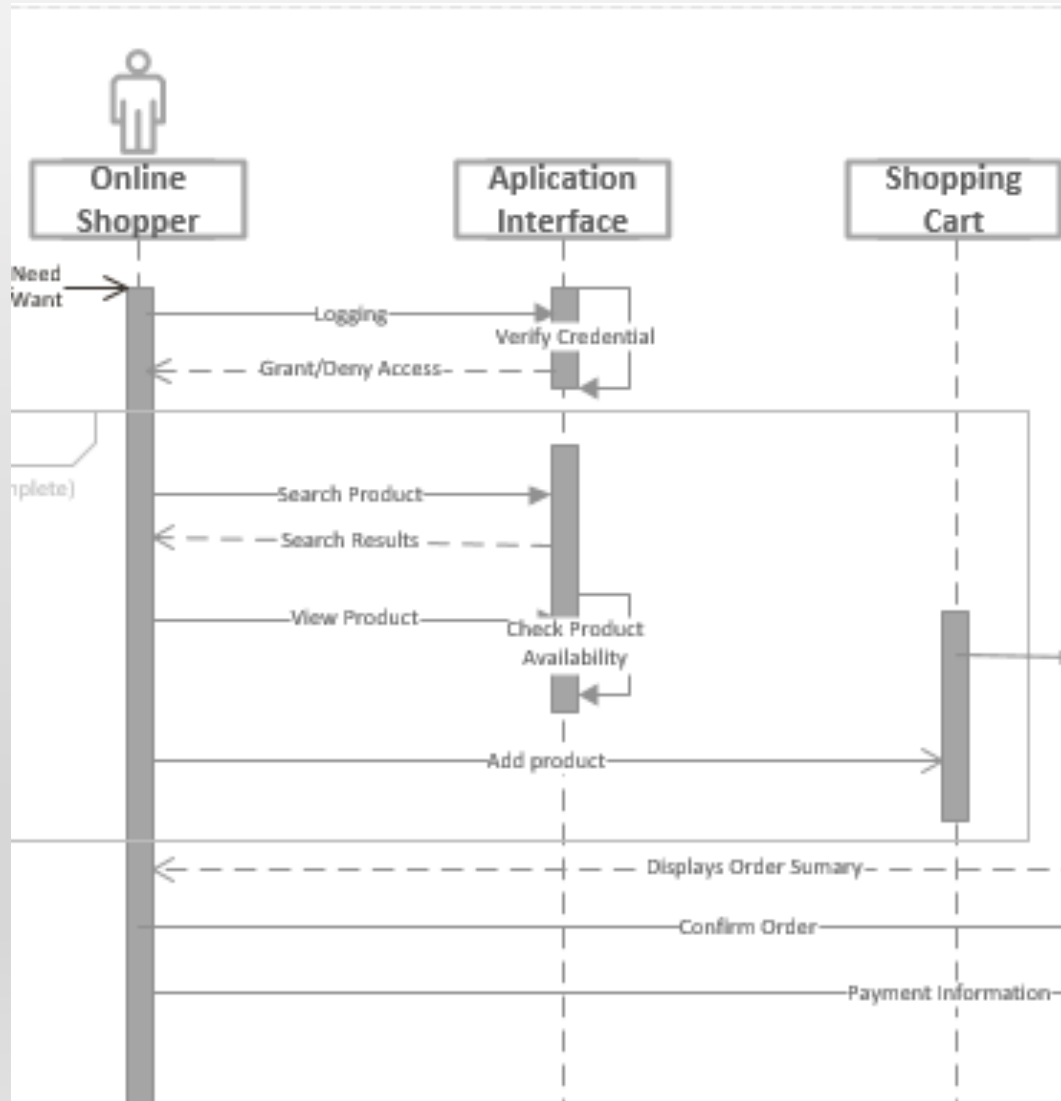 Online
Shopper
Aplication
Interface
Shopping
Cart
Need
Want
Logging
Verify Credential
Grant/Deny Access
Search Product
Search Results
View Product
Check Product
Availability
Add product
Displays Order Sumary
Confirm Order
Payment Information